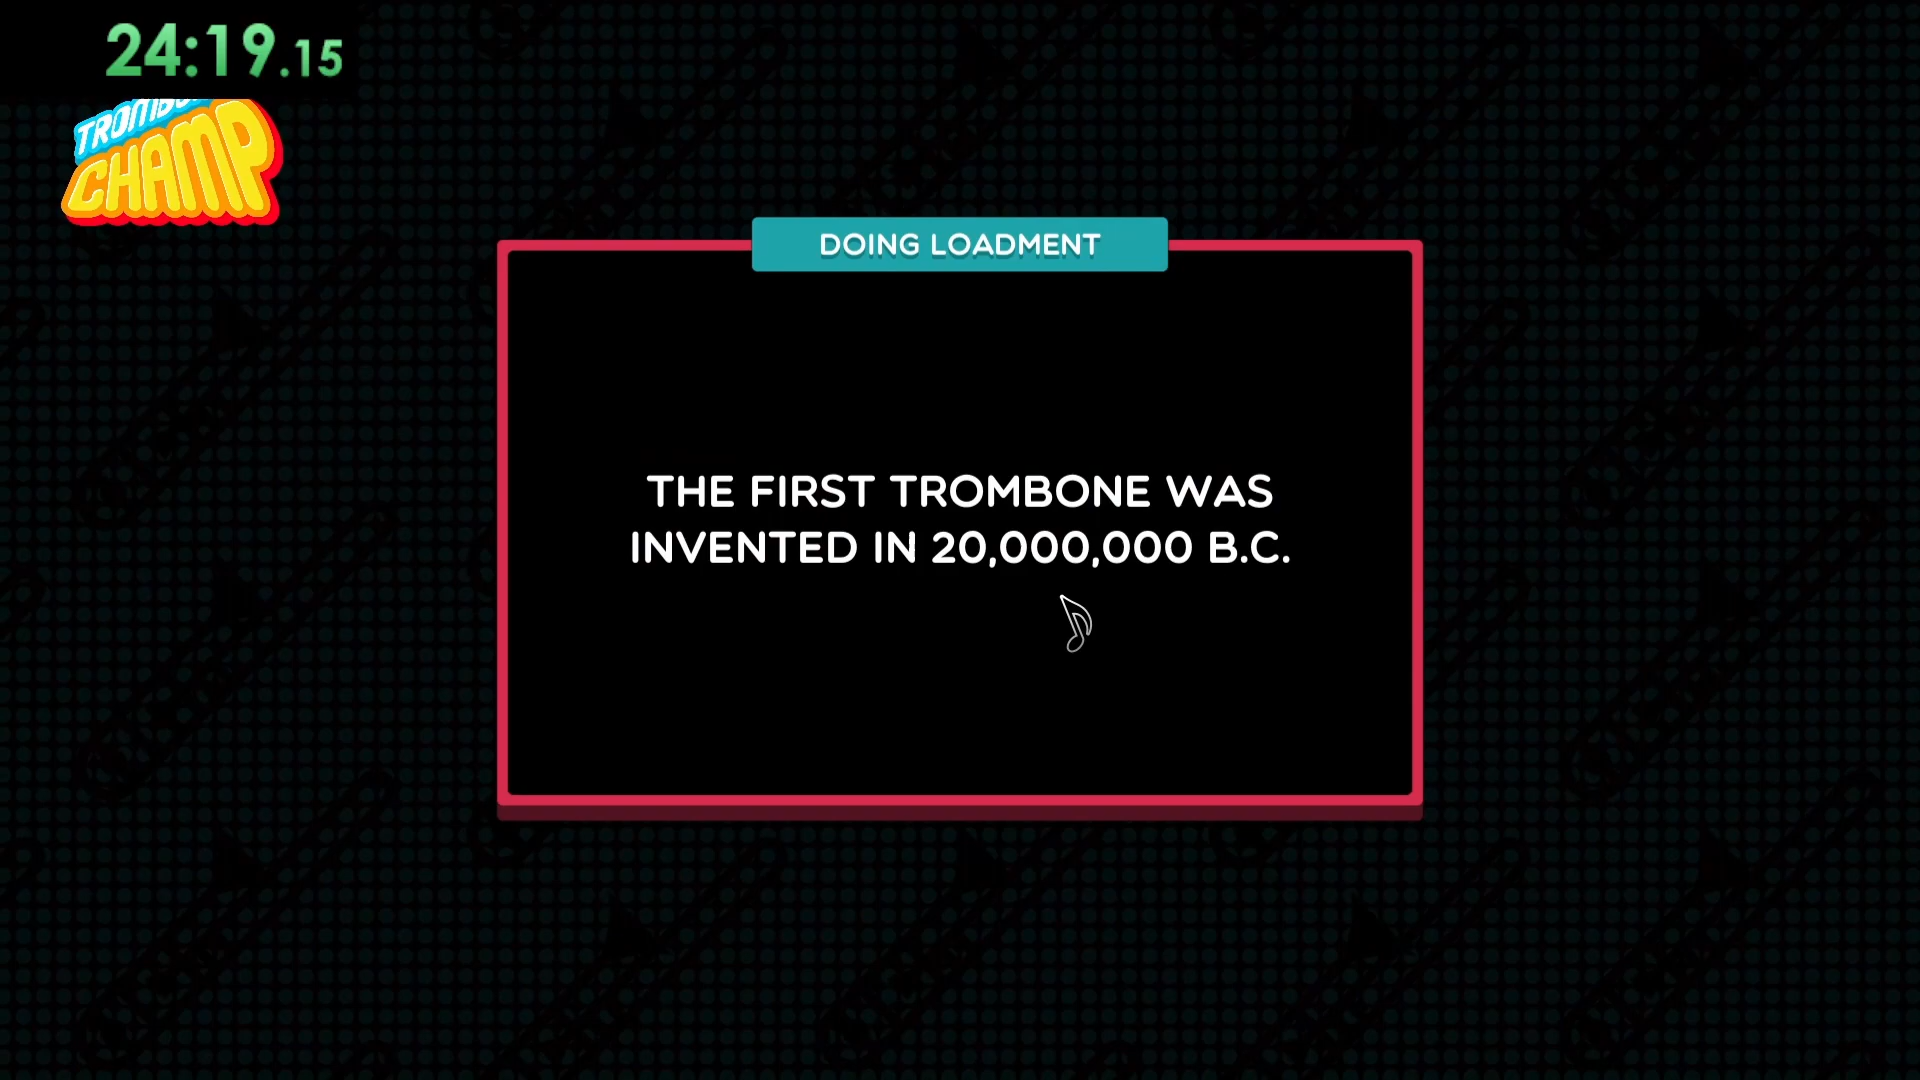 24:19.15
CHAMP
DOING LOADMENT
THE FIRST TROMBONE WAS
INVENTED IN 20,000,000 B.C.